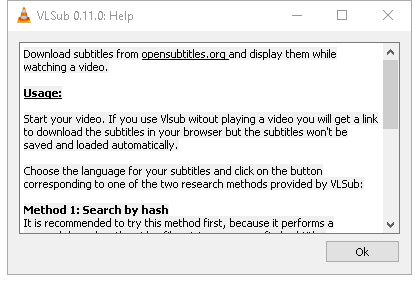 VLSub 0.11.0: Help
Download subtitles from opensubtitles.org and display them while
watching a video.
Usage:
Start your video. If you use Vlsub witout playing a video you will get a link
to download the subtitles in your browser but the subtitles won't be
saved and loaded automatically.
Choose the language for your subtitles and click on the button
corresponding to one of the two research methods provided by VLSub:
Method 1: Search by hash
It is recommended to try this method first, because it performs a
Ok